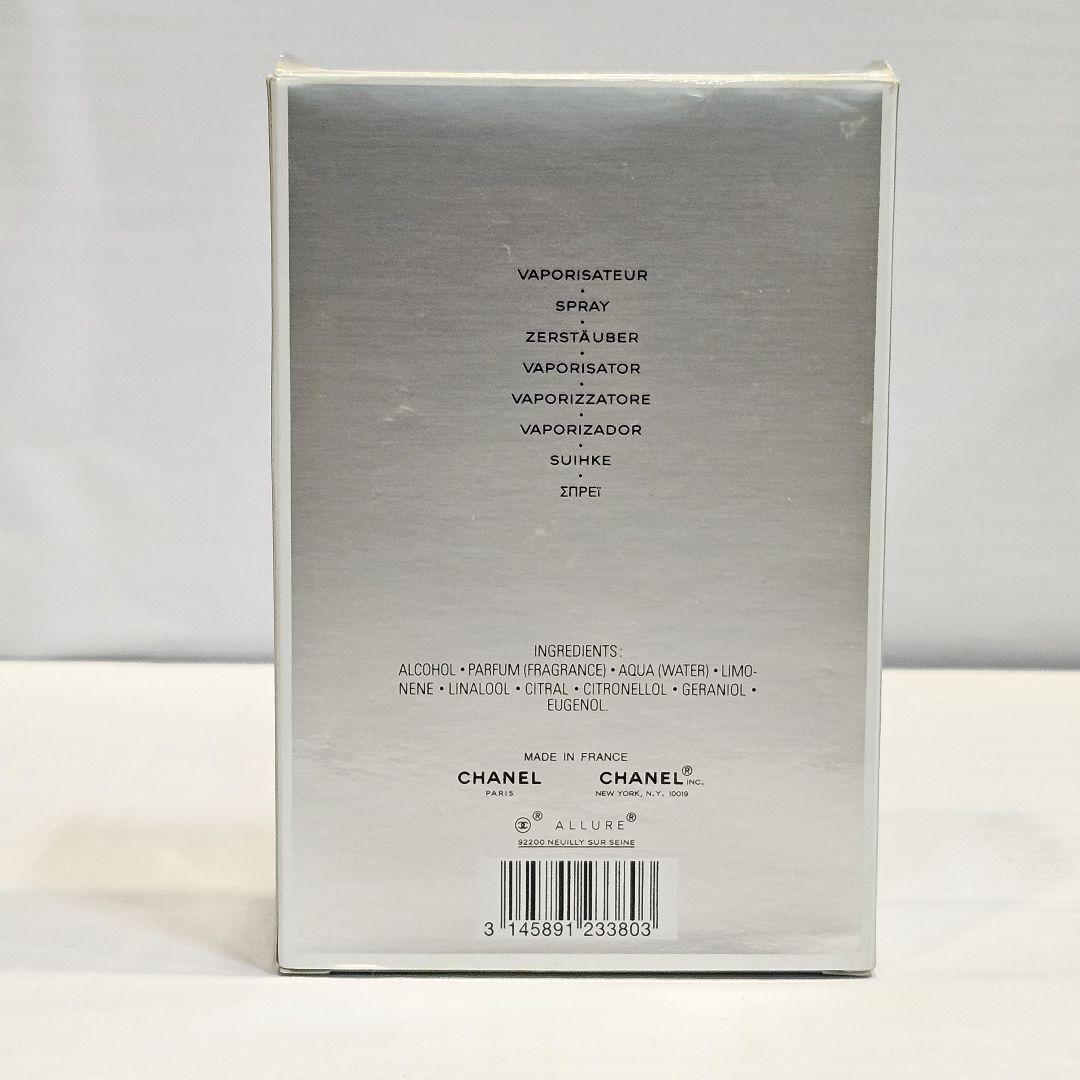 VAPORISATEUR
•
SPRAY
•
ZERSTÄUBER
•
VAPORISATOR
•
VAPORIZZATORE
•
VAPORIZADOR
•
SUIHKE
•
ΣΠΡΕϊ
INGREDIENTS:
ALCOHOL • PARFUM (FRAGRANCE) • AQUA (WATER) • LIMO-
NENE • LINALOOL • CITRAL • CITRONELLOL • GERANIOL •
EUGENOL.
MADE IN FRANCE
CHANEL CHANEL® INC.
PARIS NEW YORK, N.Y. 10019
® ALLURE®
92200 NEUILLY SUR SEINE
3 145891 233803